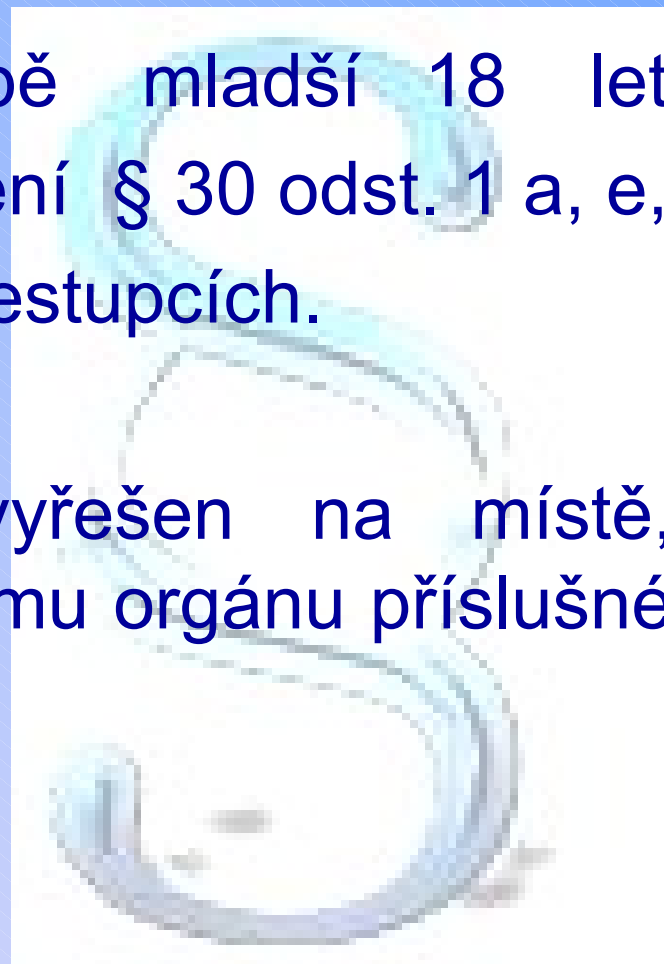 bě mladší 18 let
ení § 30 odst. 1 a, e,
estupcích.
vyřešen na místě,
mu orgánu příslušné